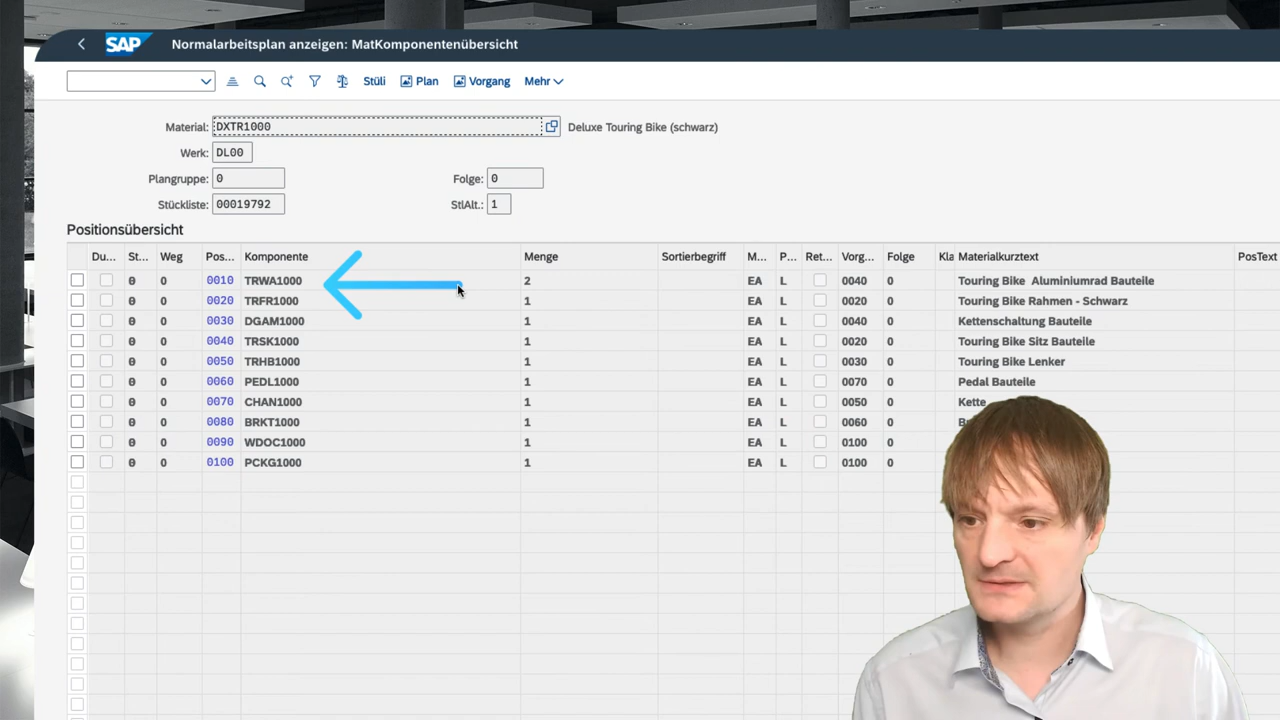 SAP Normalarbeitsplan anzeigen: MatKomponentenübersicht
Stüli Plan Vorgang Mehr
Material: DXTR1000 Deluxe Touring Bike (schwarz)
Werk: DL00
Plangruppe: 0 Folge: 0
Stückliste: 00019792 StlAlt.: 1
Positionsübersicht
Du... St... Weg Pos... Komponente Menge Sortierbegriff M... P... Ret... Vorg... Folge Kla Materialkurztext PosText
0 0 0010 TRWA1000 2 EA L 0040 0 Touring Bike Aluminiumrad Bauteile
0 0 0020 TRFR1000 1 EA L 0020 0 Touring Bike Rahmen - Schwarz
0 0 0030 DGAM1000 1 EA L 0040 0 Kettenschaltung Bauteile
0 0 0040 TRSK1000 1 EA L 0020 0 Touring Bike Sitz Bauteile
0 0 0050 TRHB1000 1 EA L 0030 0 Touring Bike Lenker
0 0 0060 PEDL1000 1 EA L 0070 0 Pedal Bauteile
0 0 0070 CHAN1000 1 EA L 0050 0 Kette
0 0 0080 BRKT1000 1 EA L 0060 0
0 0 0090 WDOC1000 1 EA L 0100 0
0 0 0100 PCKG1000 1 EA L 0100 0